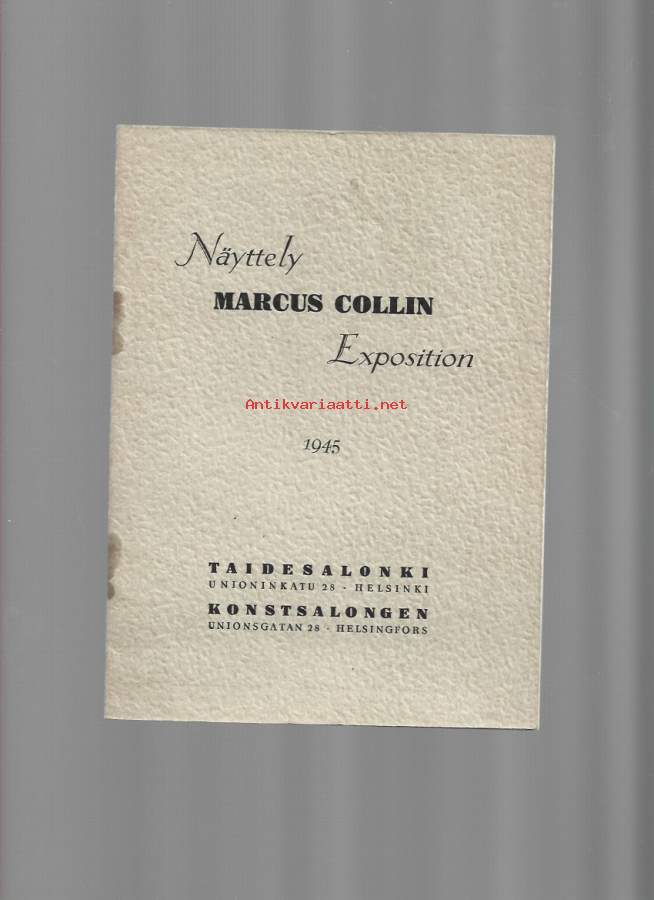 Näyttely
MARCUS COLLIN
Exposition
Antikvariaatti.net
1945
TAIDESALONKI
UNIONINKATU 28 - HELSINKI
KONSTSALONGEN
UNIONSGATAN 28 - HELSINGFORS